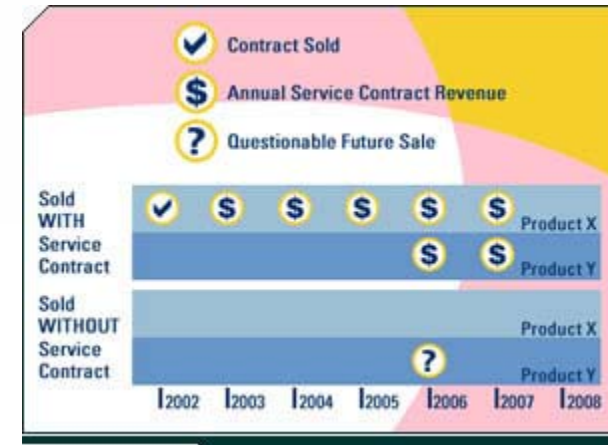 Contract Sold
$ Annual Service Contract Revenue
? Questionable Future Sale
Sold
WITH
Service
Contract
$ $ $ $ $
Product X
$ $
Product Y
Sold
WITHOUT
Service
Contract
Product X
?
Product Y
2002 2003 2004 2005 2006 2007 2008